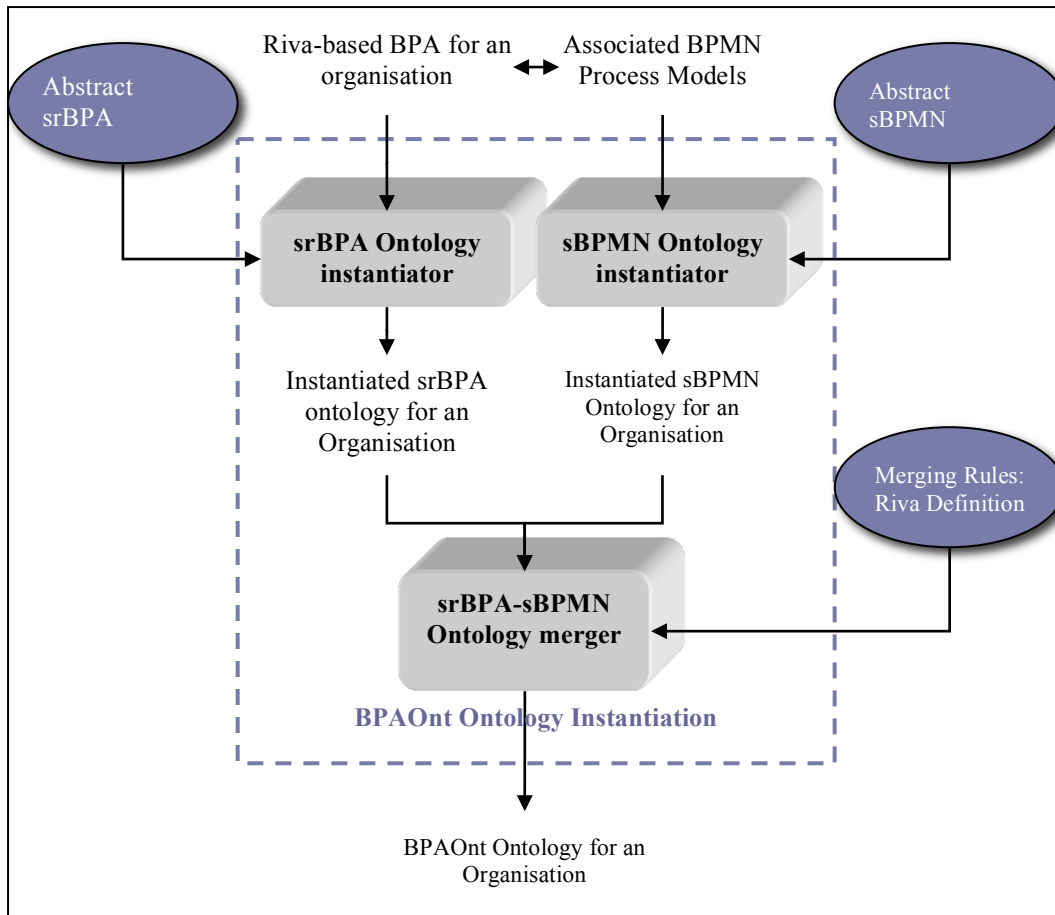 Riva-based BPA for an
organisation
Associated BPMN
Process Models
Abstract
srBPA
Abstract
sBPMN
srBPA Ontology
instantiator
sBPMN Ontology
instantiator
Instantiated srBPA
ontology for an
Organisation
Instantiated sBPMN
Ontology for an
Organisation
Merging Rules:
Riva Definition
srBPA-sBPMN
Ontology merger
BPAOnt Ontology Instantiation
BPAOnt Ontology for an
Organisation